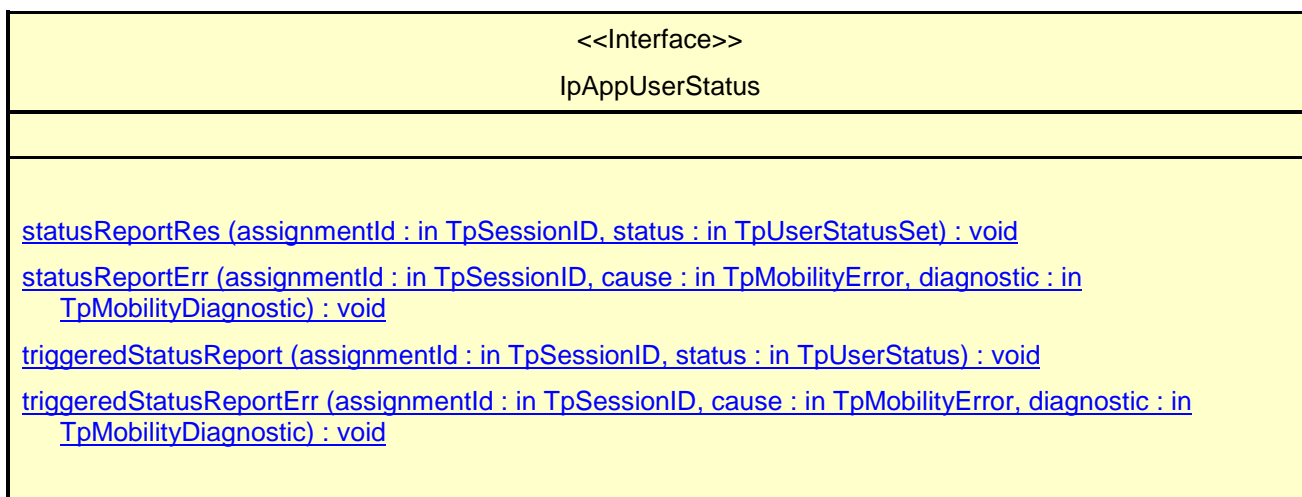 <<Interface>>
IpAppUserStatus
statusReportRes (assignmentId : in TpSessionID, status : in TpUserStatusSet) : void
statusReportErr (assignmentId : in TpSessionID, cause : in TpMobilityError, diagnostic : in
TpMobilityDiagnostic) : void
triggeredStatusReport (assignmentId : in TpSessionID, status : in TpUserStatus) : void
triggeredStatusReportErr (assignmentId : in TpSessionID, cause : in TpMobilityError, diagnostic : in
TpMobilityDiagnostic) : void